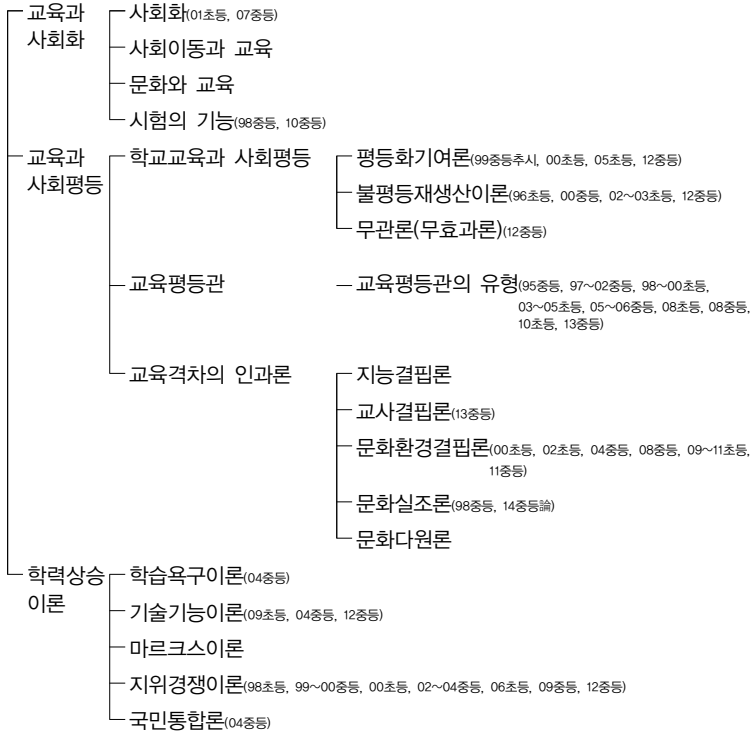 교육과 사회화(01초등, 07중등)
사회화 사회이동과 교육
문화와 교육
시험의 기능(98중등, 10중등)
교육과 학교교육과 사회평등 평등화기여론(99중등추시, 00초등, 05초등, 12중등)
사회평등 불평등재생산이론(96초등, 00중등, 02~03초등, 12중등)
무관론(무효과론)(12중등)
교육평등관 교육평등관의 유형(95중등, 97~02중등, 98~00초등,
03~05초등, 05~06중등, 08초등, 08중등,
10초등, 13중등)
교육격차의 인과론 지능결핍론
교사결핍론(13중등)
문화환경결핍론(00초등, 02초등, 04중등, 08중등, 09~11초등,
11중등)
문화실조론(98중등, 14중등論)
문화다원론
학력상승 학습욕구이론(04중등)
이론 기술기능이론(09초등, 04중등, 12중등)
마르크스이론
지위경쟁이론(98초등, 99~00중등, 00초등, 02~04중등, 06초등, 09중등, 12중등)
국민통합론(04중등)